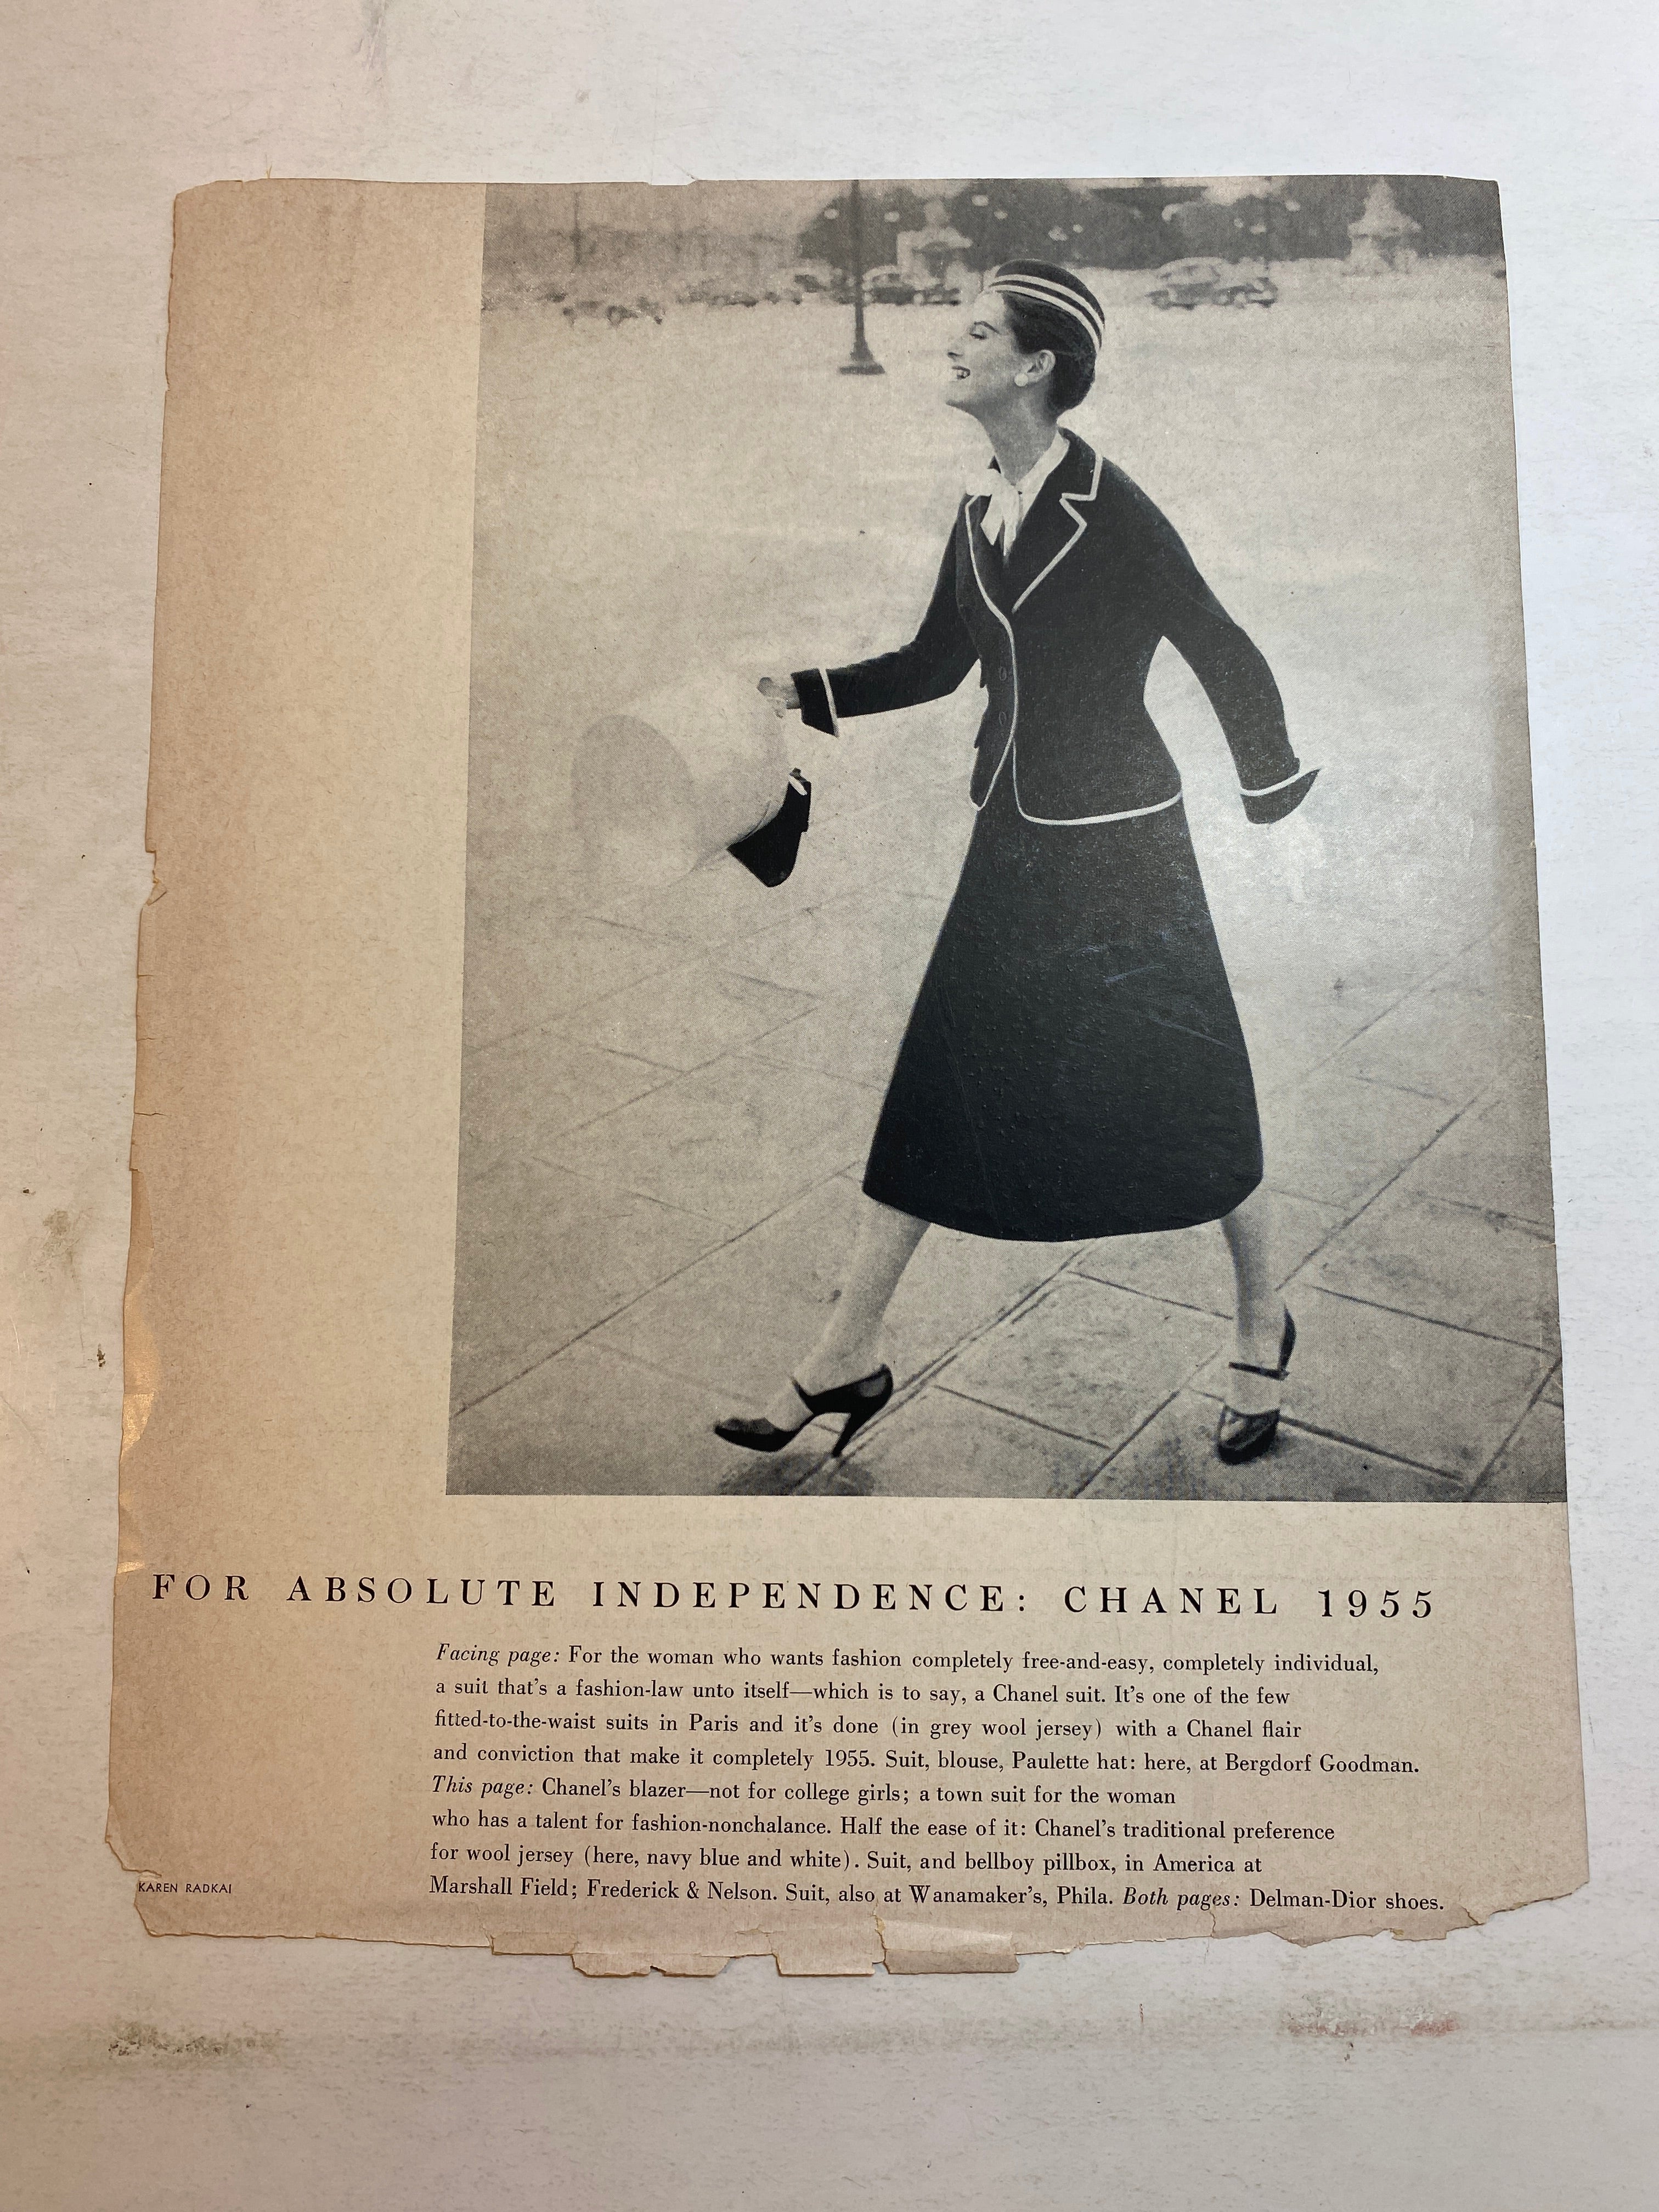 FOR ABSOLUTE INDEPENDENCE: CHANEL 1955
Facing page: For the woman who wants fashion completely free-and-easy, completely individual,
a suit that's a fashion-law unto itself—which is to say, a Chanel suit. It's one of the few
fitted-to-the-waist suits in Paris and it's done (in grey wool jersey) with a Chanel flair
and conviction that make it completely 1955. Suit, blouse, Paulette hat: here, at Bergdorf Goodman.
This page: Chanel's blazer—not for college girls; a town suit for the woman
who has a talent for fashion-nonchalance. Half the ease of it: Chanel's traditional preference
for wool jersey (here, navy blue and white). Suit, and bellboy pillbox, in America at
Marshall Field; Frederick & Nelson. Suit, also at Wanamaker's, Phila. Both pages: Delman-Dior shoes.
KAREN RADKAI